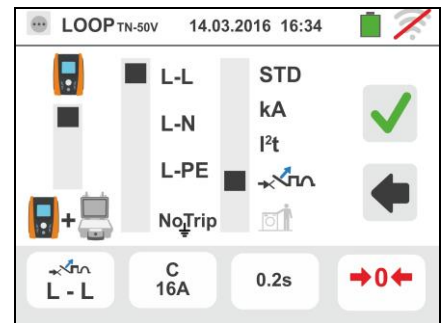 LOOP TN-50V 14.03.2016 16:34
L-L STD
L-N kA
I²t
L-PE
NoTrip
+
L - L
C
16A
0.2s
0